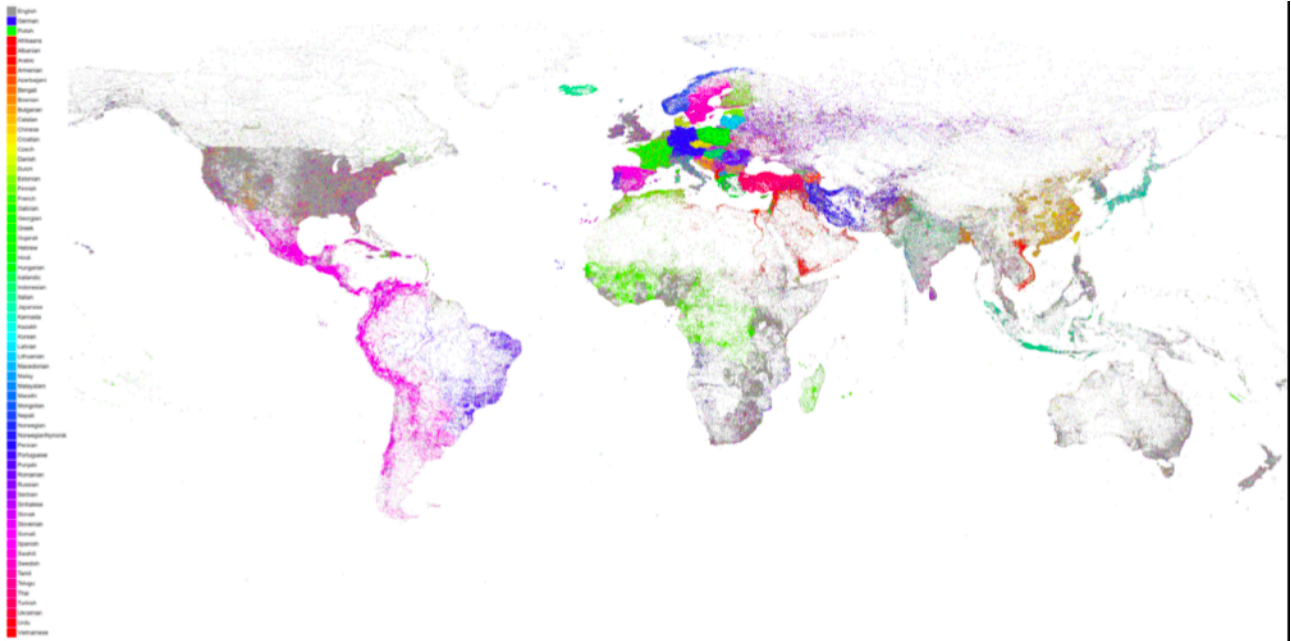 English
German
Polish
Afrikaans
Albanian
Arabic
Armenian
Azerbaijani
Bengali
Bosnian
Bulgarian
Catalan
Chinese
Croatian
Czech
Danish
Dutch
Estonian
Finnish
French
Galician
Georgian
Greek
Gujarati
Hebrew
Hindi
Hungarian
Icelandic
Indonesian
Italian
Japanese
Kannada
Kazakh
Korean
Latvian
Lithuanian
Macedonian
Malay
Malayalam
Marathi
Mongolian
Nepali
Norwegian
NorwegianNynorsk
Persian
Portuguese
Punjabi
Romanian
Russian
Serbian
Sinhalese
Slovak
Slovenian
Somali
Spanish
Swahili
Swedish
Tamil
Telugu
Thai
Turkish
Ukrainian
Urdu
Vietnamese